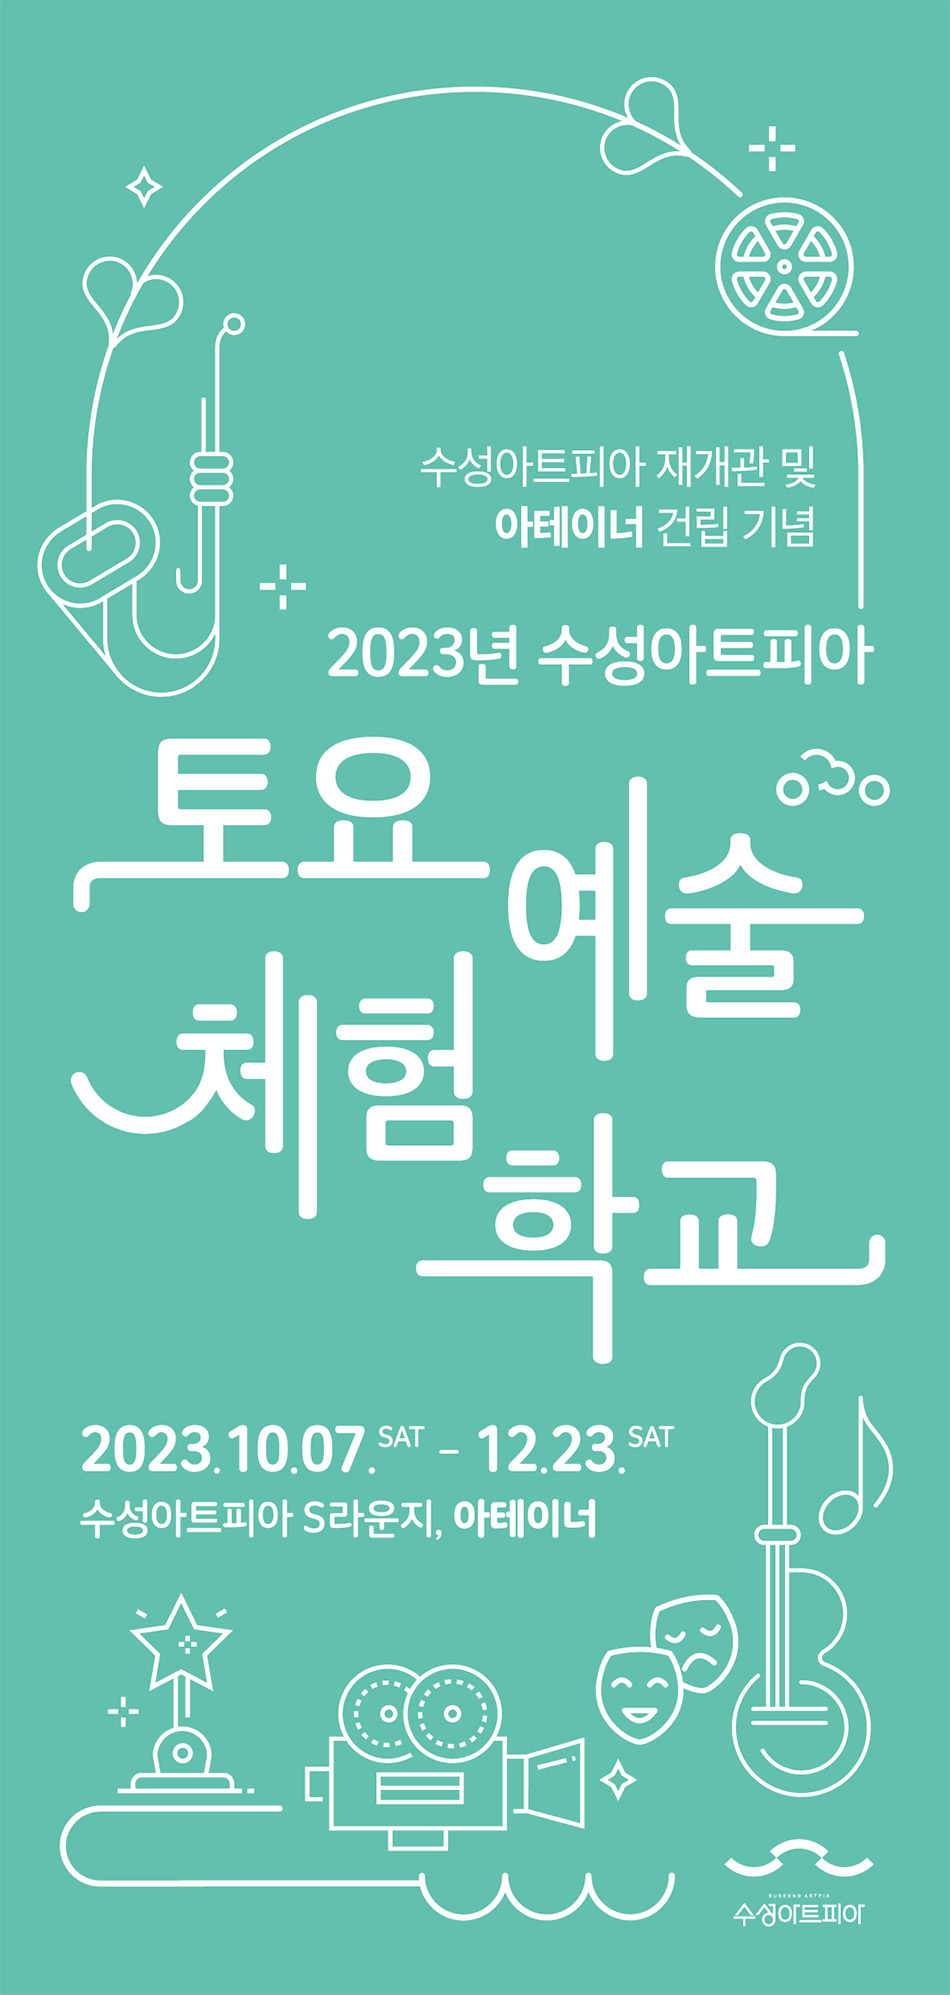 수성아트피아 재개관 및
아테이너 건립 기념
2023년 수성아트피아
토요
예술
체험
학교
2023.10.07.SAT – 12.23.SAT
수성아트피아 S라운지, 아테이너
SUSEONG ARTPIA
수성아트피아